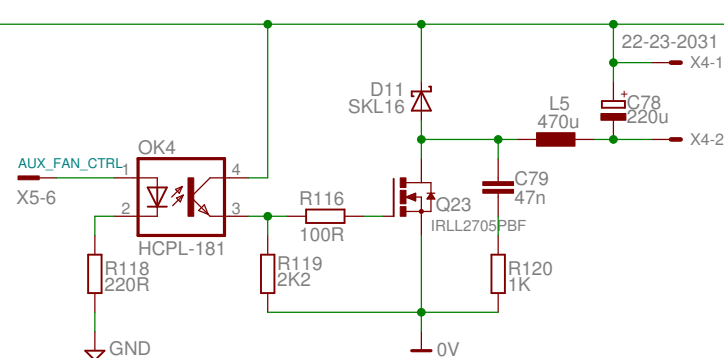 22-23-2031
X4-1
D11
SKL16
L5
470u
+
C78
220u
X4-2
OK4
AUX_FAN_CTRL
1
4
X5-6
2
3
HCPL-181
R116
100R
C79
47n
Q23
IRLL2705PBF
R118
220R
R119
2K2
R120
1K
GND
0V